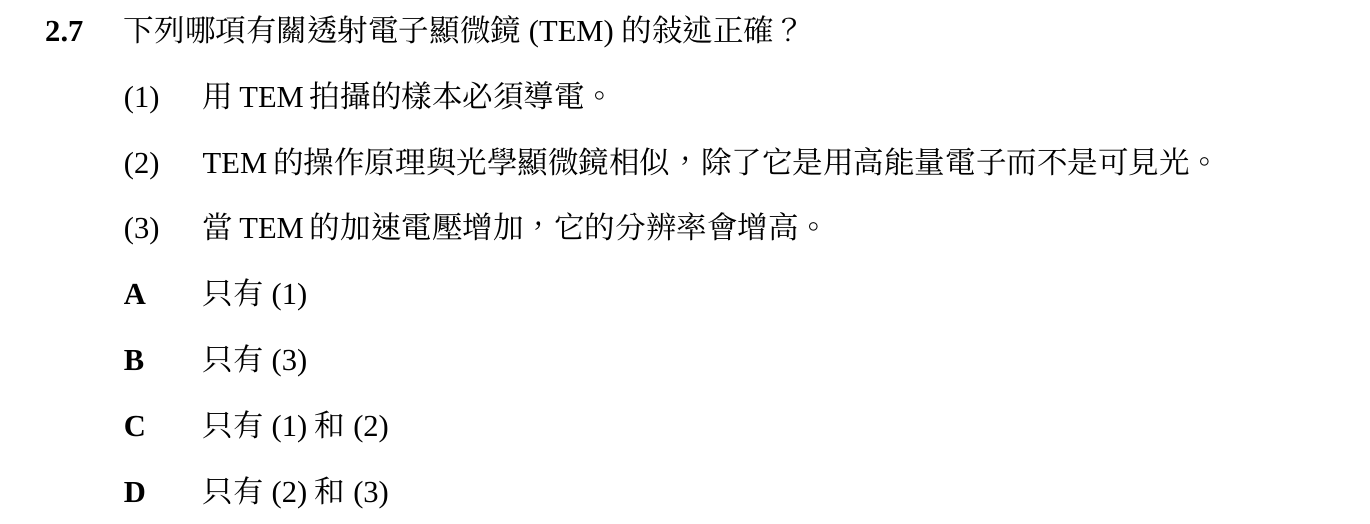 2.7 下列哪項有關透射電子顯微鏡 (TEM) 的敍述正確？
(1) 用 TEM 拍攝的樣本必須導電。
(2) TEM 的操作原理與光學顯微鏡相似，除了它是用高能量電子而不是可見光。
(3) 當 TEM 的加速電壓增加，它的分辨率會增高。
A 只有 (1)
B 只有 (3)
C 只有 (1) 和 (2)
D 只有 (2) 和 (3)